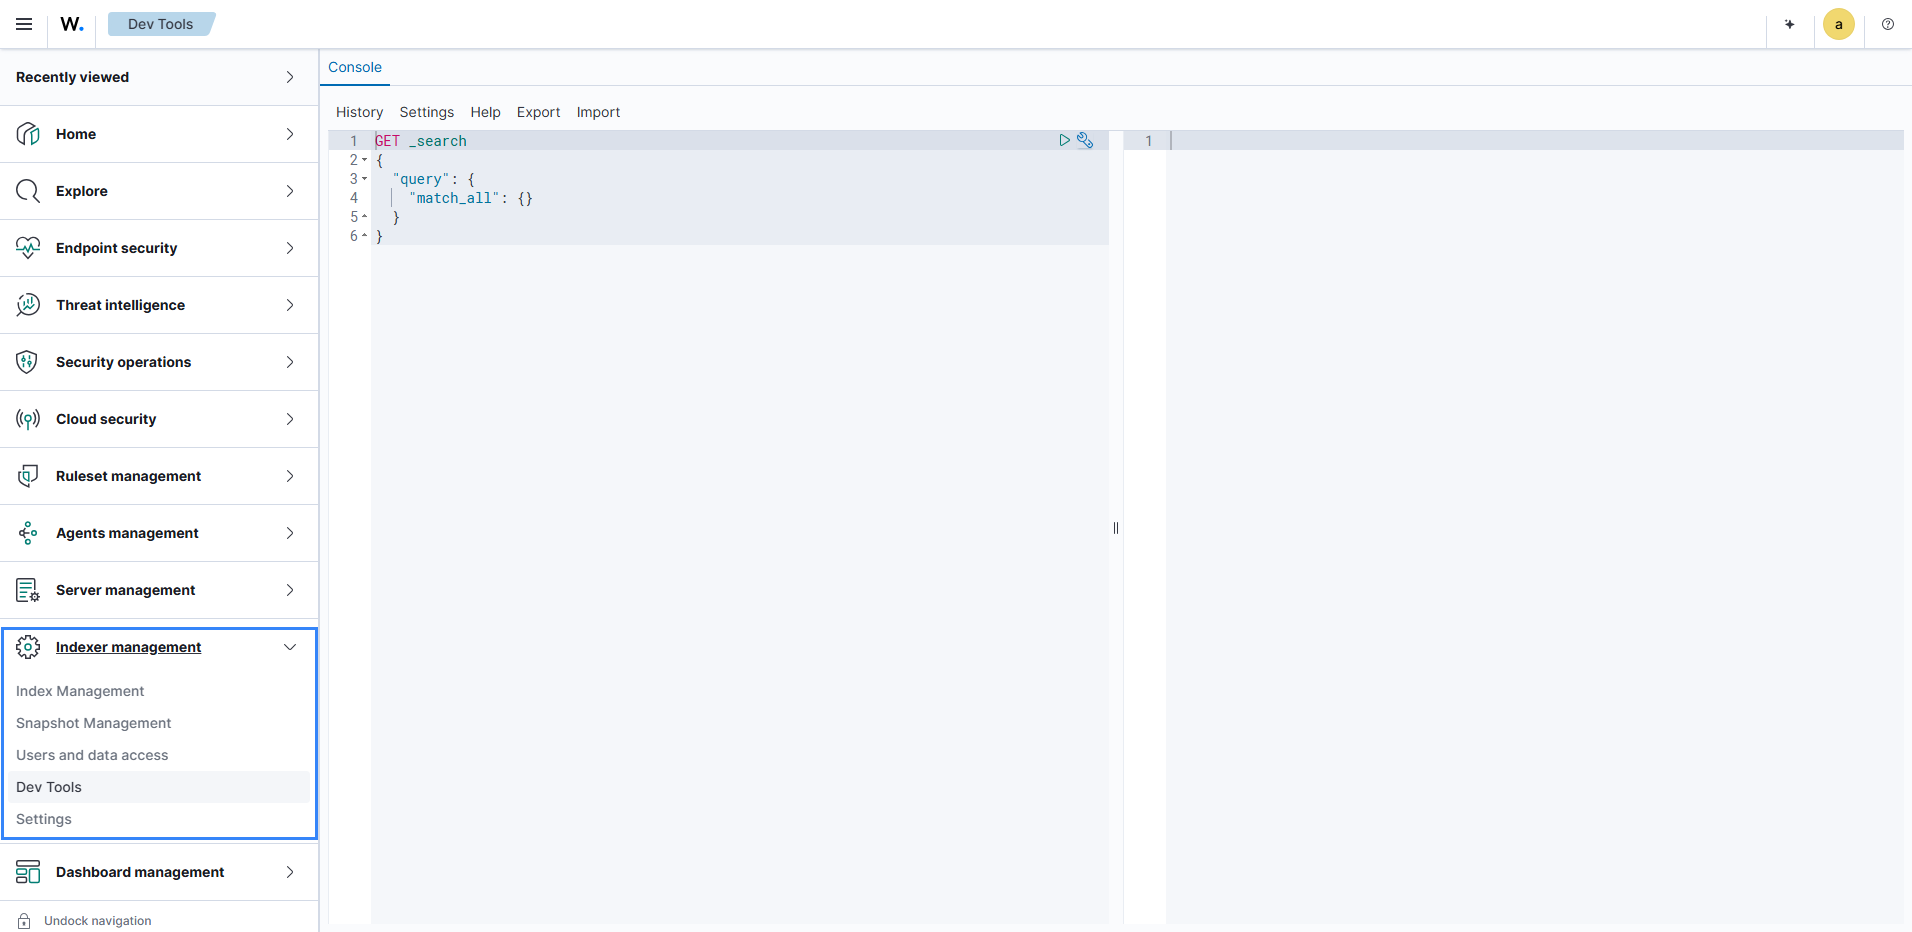 W. Dev Tools a
Recently viewed
Home
Explore
Endpoint security
Threat intelligence
Security operations
Cloud security
Ruleset management
Agents management
Server management
Indexer management
Index Management
Snapshot Management
Users and data access
Dev Tools
Settings
Dashboard management
Undock navigation
Console
History Settings Help Export Import
1 GET _search
2 {
3 "query": {
4 "match_all": {}
5 }
6 }
1